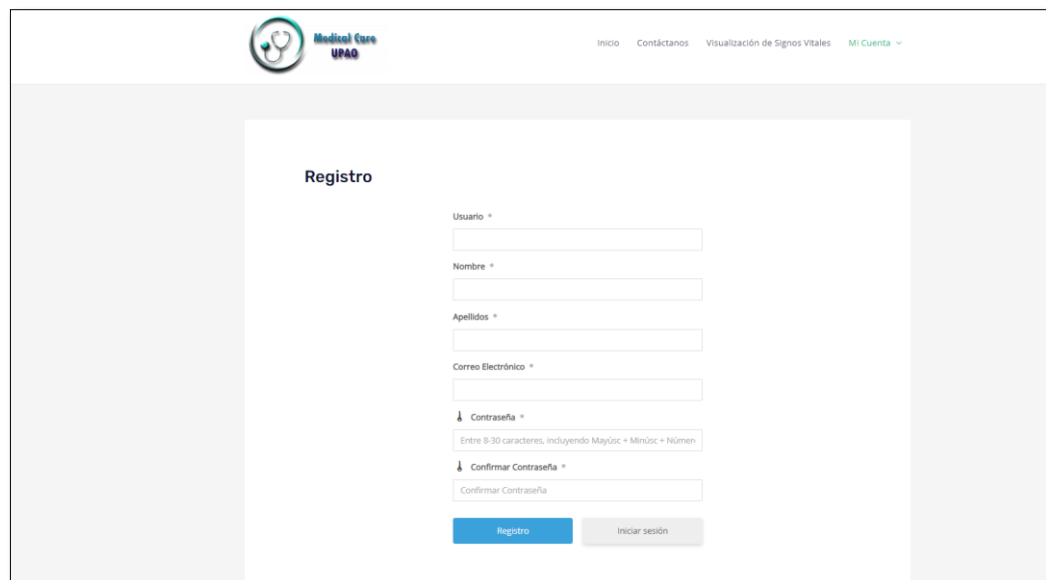 Medical Care
UPAO
Inicio Contáctanos Visualización de Signos Vitales Mi Cuenta
Registro
Usuario *
Nombre *
Apellidos *
Correo Electrónico *
Contraseña *
Entre 8-30 caracteres, incluyendo Mayúsc + Minúsc + Númer
Confirmar Contraseña *
Confirmar Contraseña
Registro Iniciar sesión